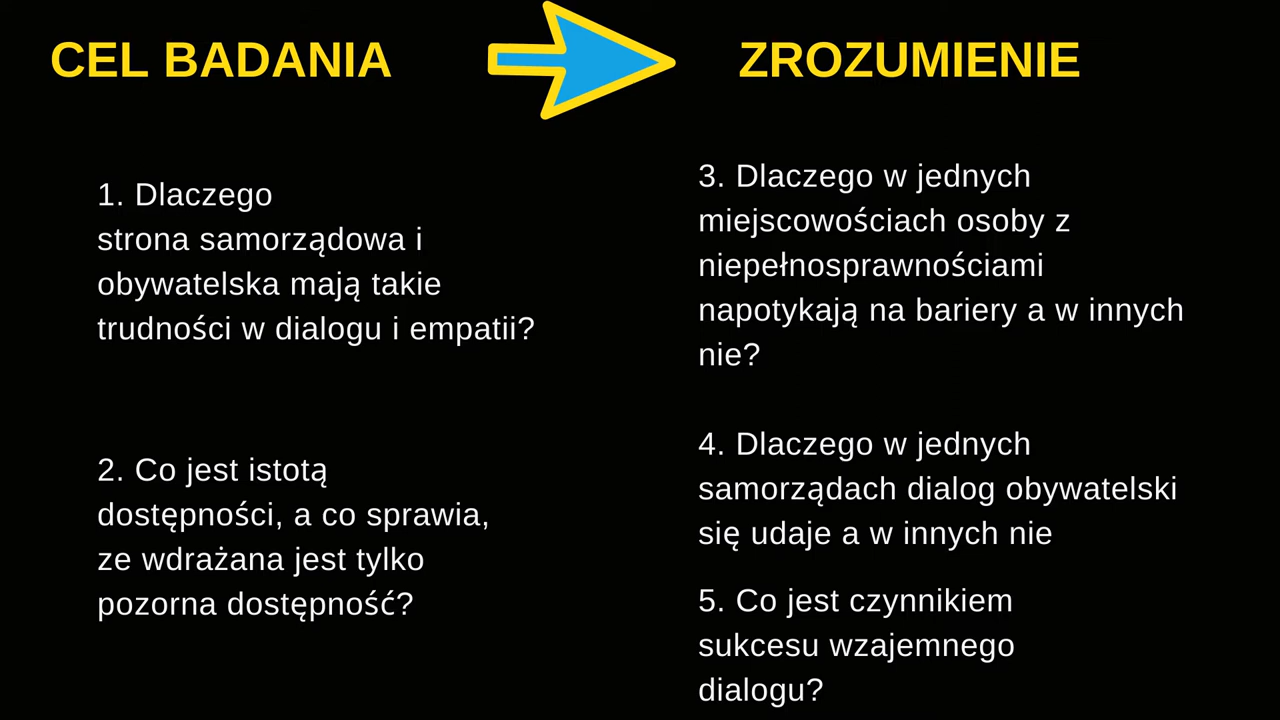 CEL BADANIA
ZROZUMIENIE
1. Dlaczego
strona samorządowa i
obywatelska mają takie
trudności w dialogu i empatii?
2. Co jest istotą
dostępności, a co sprawia,
ze wdrażana jest tylko
pozorna dostępność?
3. Dlaczego w jednych
miejscowościach osoby z
niepełnosprawnościami
napotykają na bariery a w innych
nie?
4. Dlaczego w jednych
samorządach dialog obywatelski
się udaje a w innych nie
5. Co jest czynnikiem
sukcesu wzajemnego
dialogu?